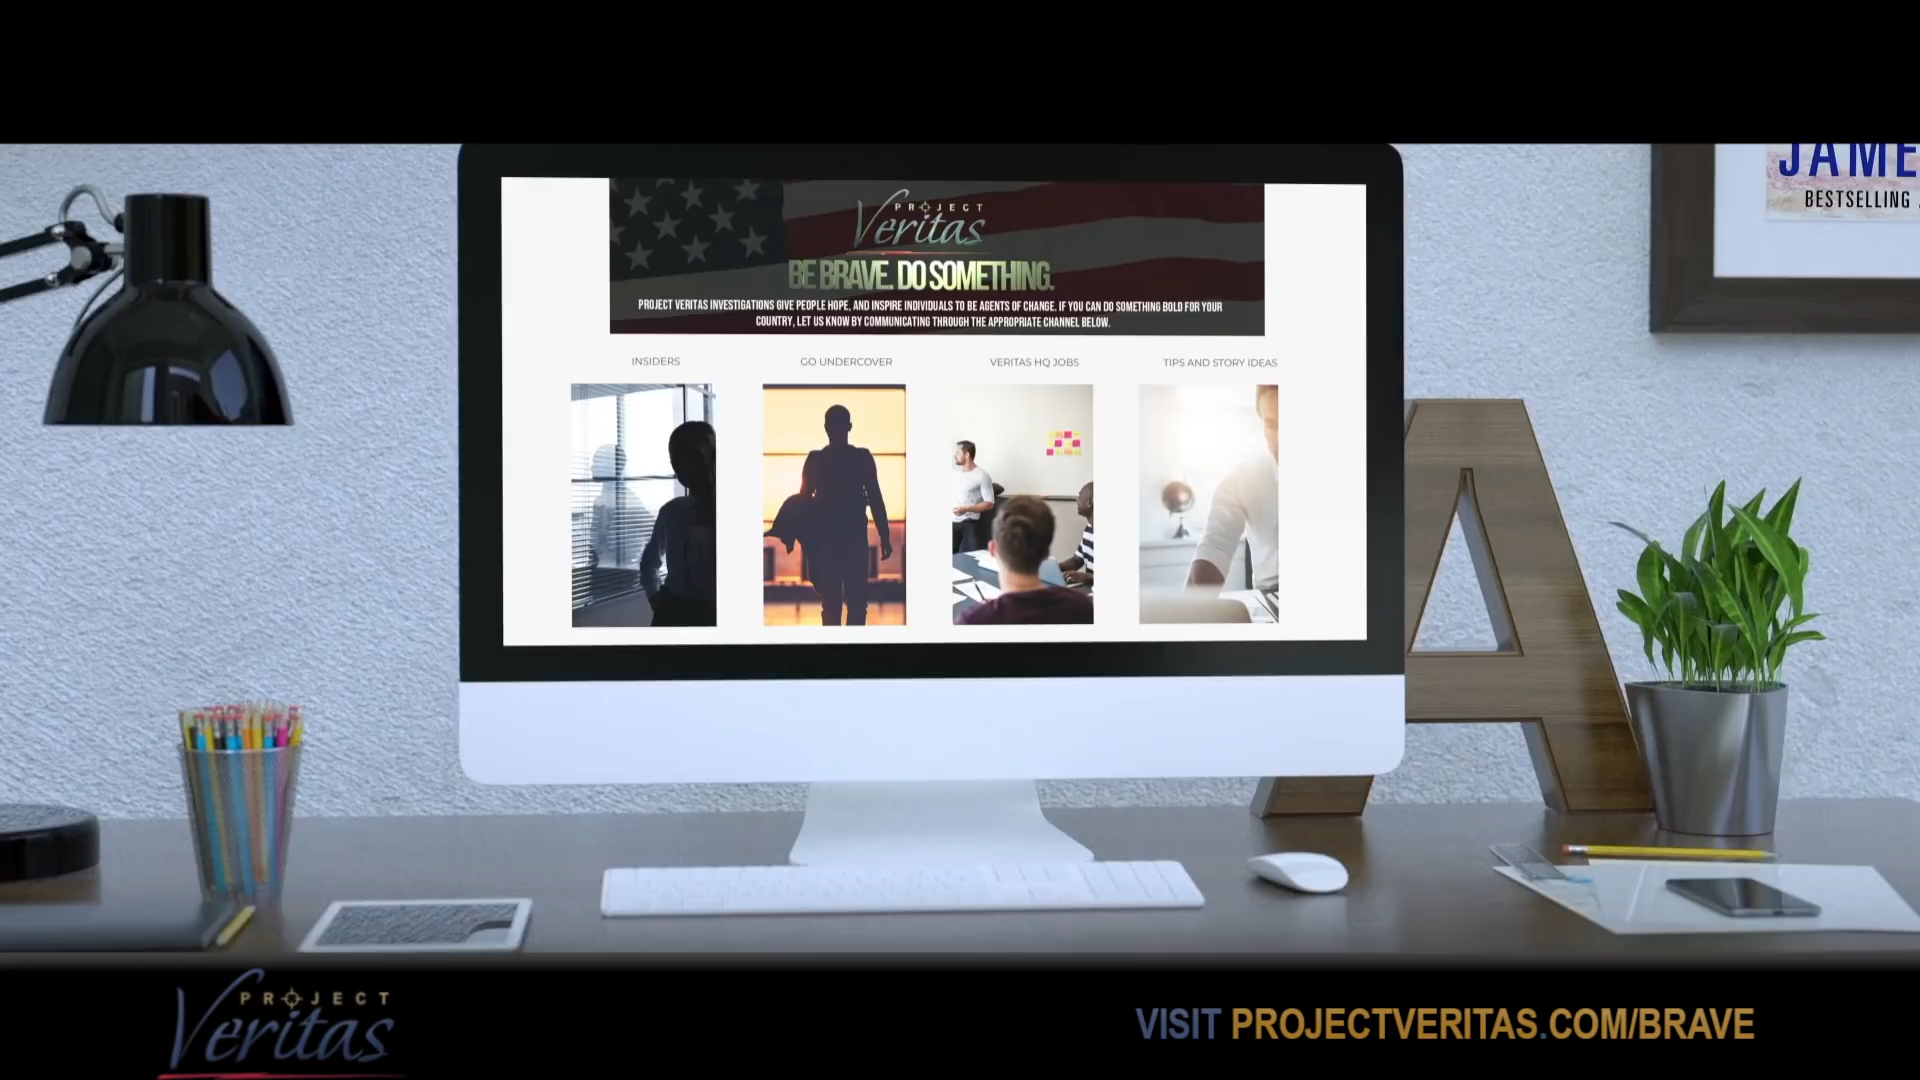 JAME
BESTSELLING
PROJECT
Veritas
BE BRAVE. DO SOMETHING.
PROJECT VERITAS INVESTIGATIONS GIVE PEOPLE HOPE, AND INSPIRE INDIVIDUALS TO BE AGENTS OF CHANGE. IF YOU CAN DO SOMETHING BOLD FOR YOUR
COUNTRY, LET US KNOW BY COMMUNICATING THROUGH THE APPROPRIATE CHANNEL BELOW.
INSIDERS
GO UNDERCOVER
VERITAS HQ JOBS
TIPS AND STORY IDEAS
A
PROJECT
Veritas
VISIT PROJECTVERITAS.COM/BRAVE